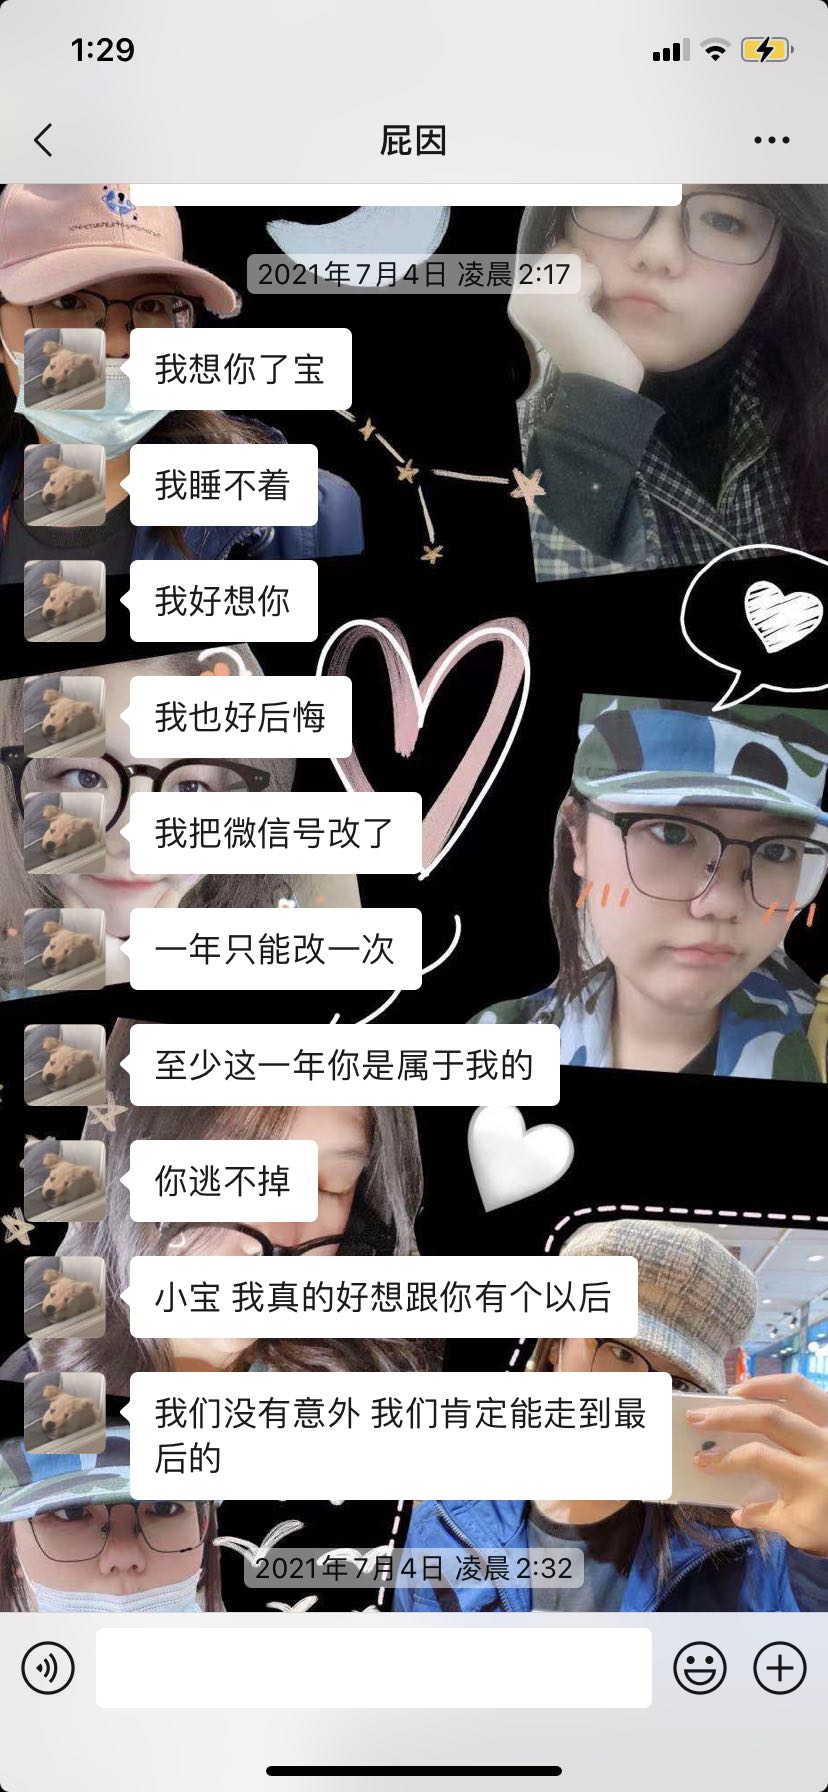 1:29
屁因
2021年7月4日 凌晨2:17
我想你了宝
我睡不着
我好想你
我也好后悔
我把微信号改了
一年只能改一次
至少这一年你是属于我的
你逃不掉
小宝 我真的好想跟你有个以后
我们没有意外 我们肯定能走到最
后的
2021年7月4日 凌晨2:32